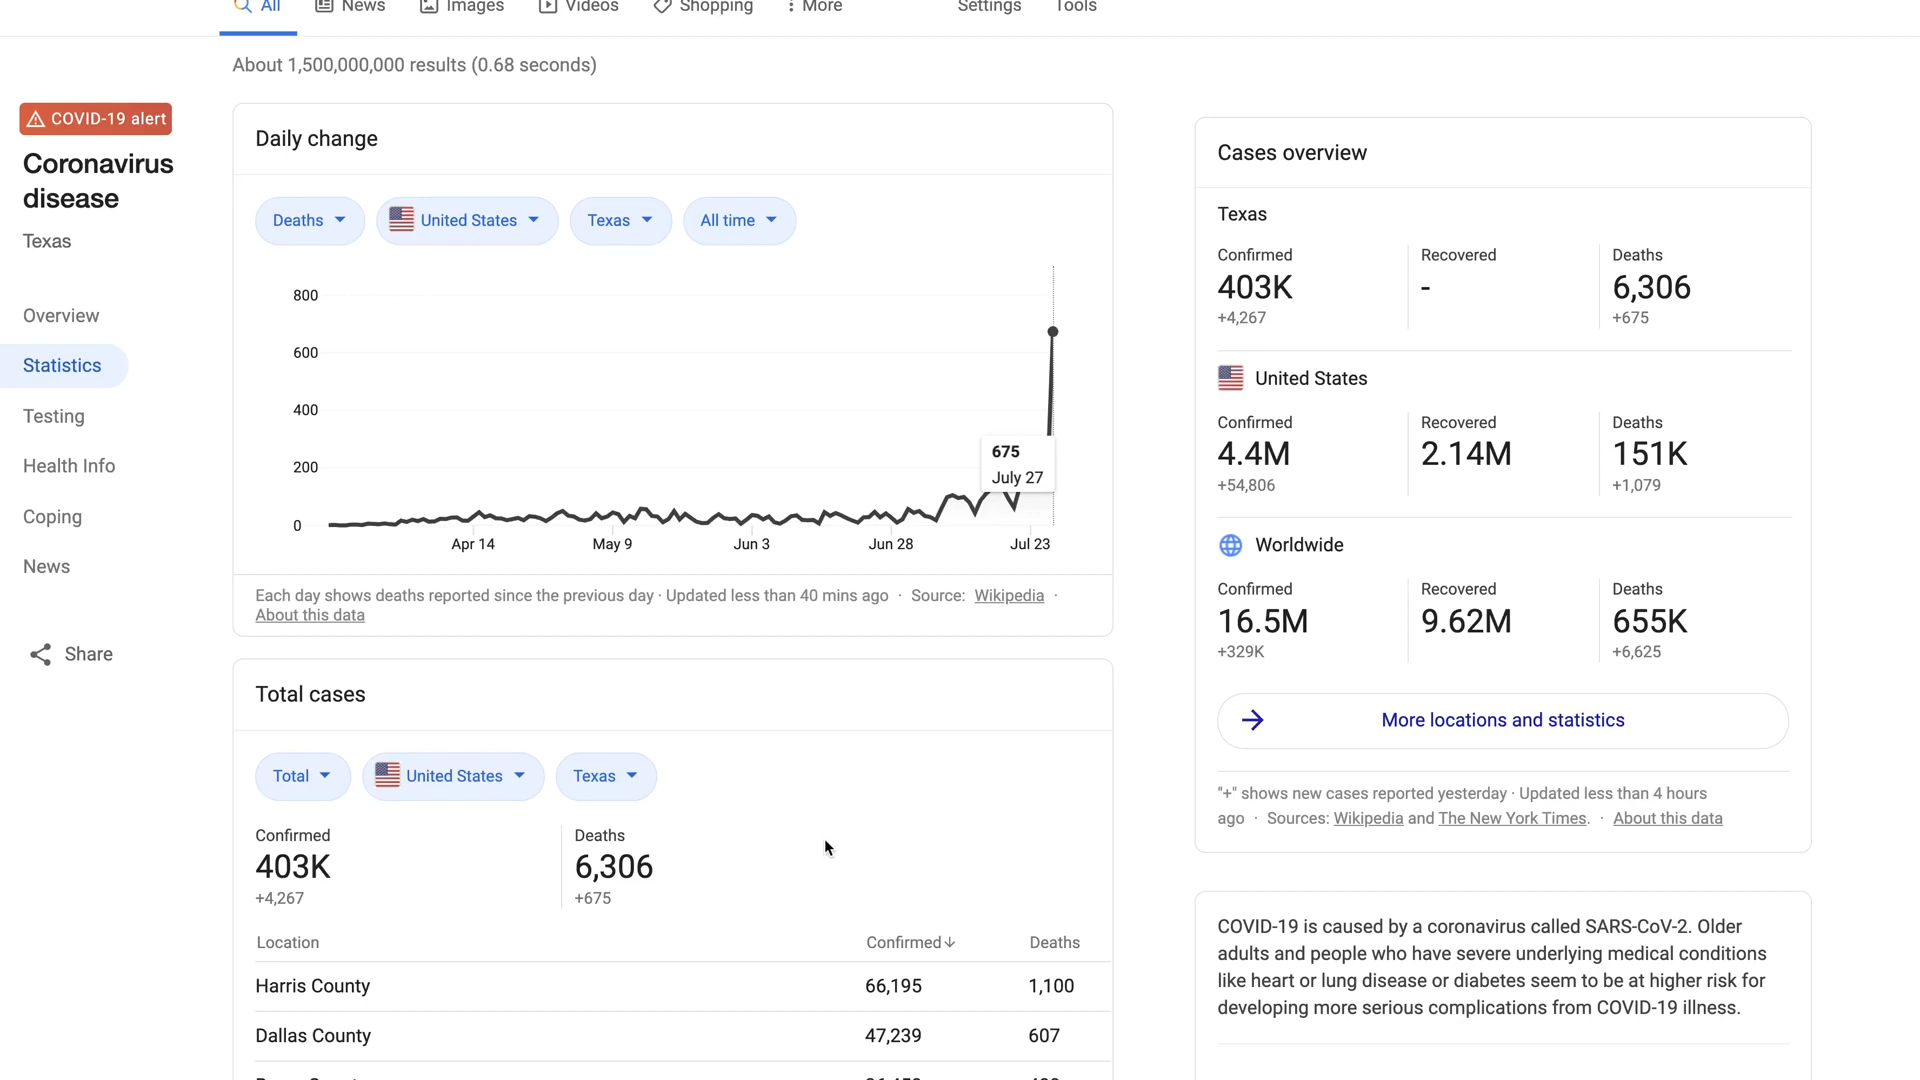 All News Images Videos Shopping More Settings Tools
About 1,500,000,000 results (0.68 seconds)
COVID-19 alert
Coronavirus
disease
Texas
Overview
Statistics
Testing
Health Info
Coping
News
Share
Daily change
Deaths United States Texas All time
800
600
400
200
0
675
July 27
Apr 14 May 9 Jun 3 Jun 28 Jul 23
Each day shows deaths reported since the previous day · Updated less than 40 mins ago · Source: Wikipedia ·
About this data
Total cases
Total United States Texas
Confirmed Deaths
403K 6,306
+4,267 +675
Location Confirmed Deaths
Harris County 66,195 1,100
Dallas County 47,239 607
Cases overview
Texas
Confirmed Recovered Deaths
403K - 6,306
+4,267 +675
United States
Confirmed Recovered Deaths
4.4M 2.14M 151K
+54,806 +1,079
Worldwide
Confirmed Recovered Deaths
16.5M 9.62M 655K
+329K +6,625
More locations and statistics
"+" shows new cases reported yesterday · Updated less than 4 hours
ago · Sources: Wikipedia and The New York Times. · About this data
COVID-19 is caused by a coronavirus called SARS-CoV-2. Older
adults and people who have severe underlying medical conditions
like heart or lung disease or diabetes seem to be at higher risk for
developing more serious complications from COVID-19 illness.